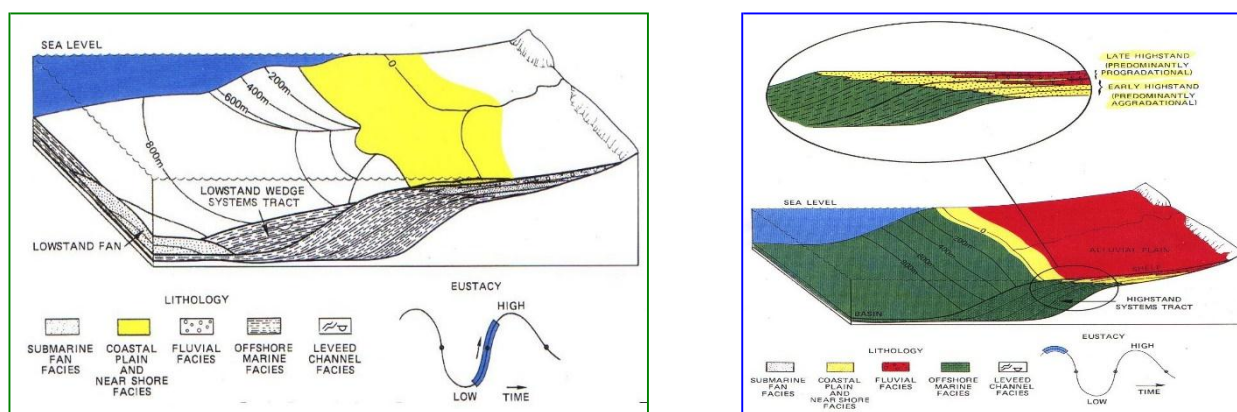 SEA LEVEL
0
200m
400m
600m
800m
LOWSTAND WEDGE
SYSTEMS TRACT
LOWSTAND FAN
LITHOLOGY
SUBMARINE
FAN
FACIES
COASTAL
PLAIN
AND
NEAR SHORE
FACIES
FLUVIAL
FACIES
OFFSHORE
MARINE
FACIES
LEVEED
CHANNEL
FACIES
EUSTACY
HIGH
LOW
TIME
LATE HIGHSTAND
(PREDOMINANTLY
PROGRADATIONAL)
EARLY HIGHSTAND
(PREDOMINANTLY
AGGRADATIONAL)
SEA LEVEL
0
200m
ALLUVIAL PLAIN
BASIN
HIGHSTAND
SYSTEMS TRACT
LITHOLOGY
SUBMARINE
FAN
FACIES
COASTAL
PLAIN
AND
NEAR SHORE
FACIES
FLUVIAL
FACIES
OFFSHORE
MARINE
FACIES
LEVEED
CHANNEL
FACIES
EUSTACY
HIGH
LOW
TIME